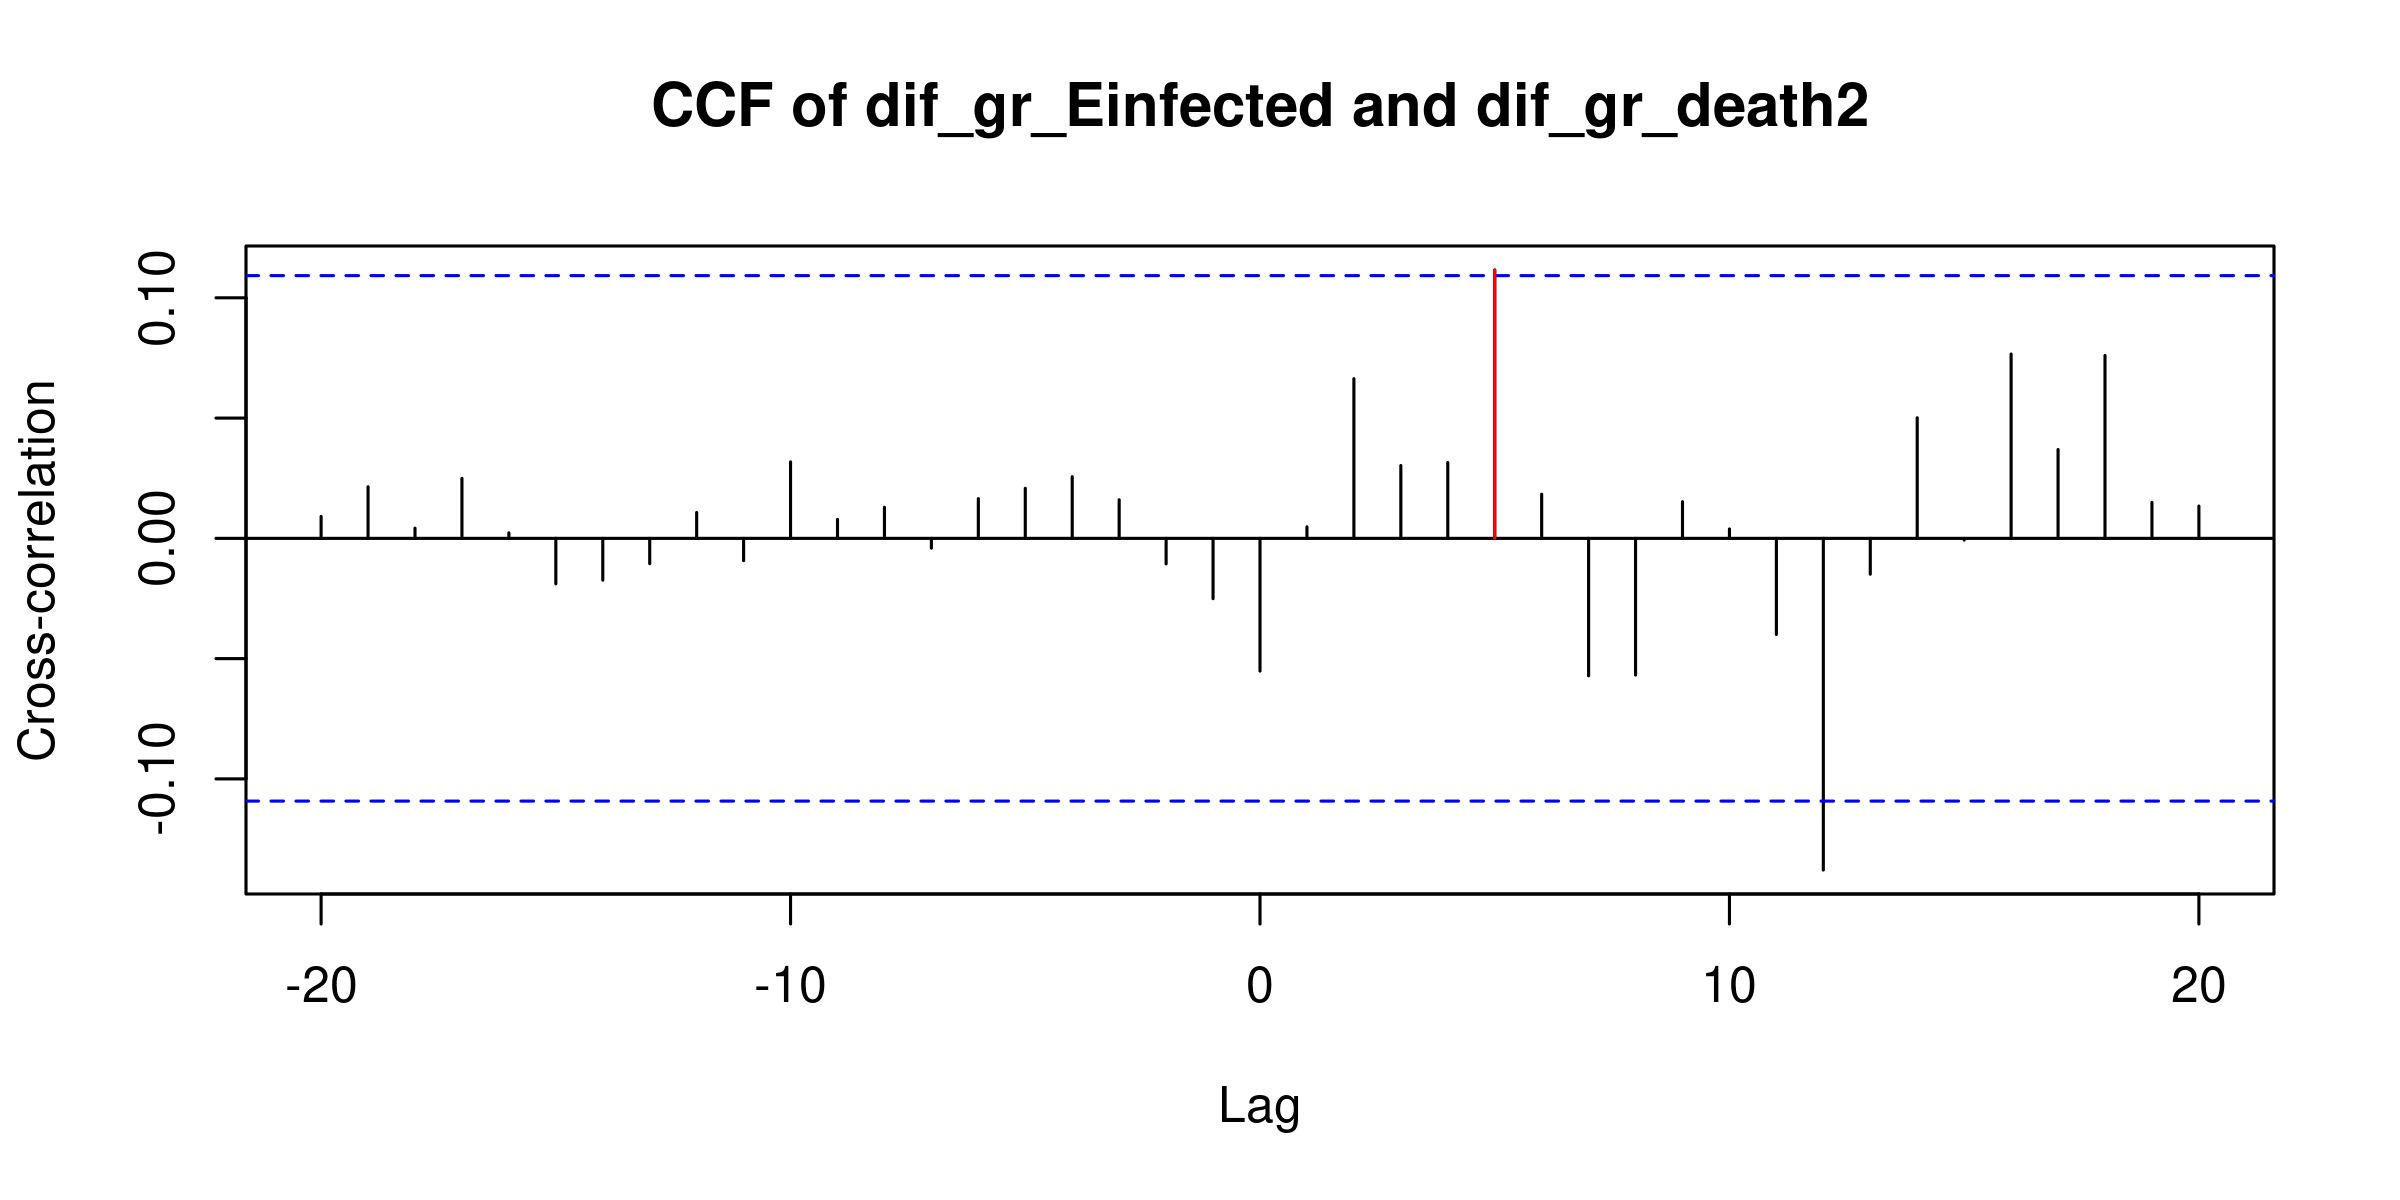 CCF of dif_gr_Einfected and dif_gr_death2
Cross-correlation
0.10
0.00
-0.10
-20 -10 0 10 20
Lag